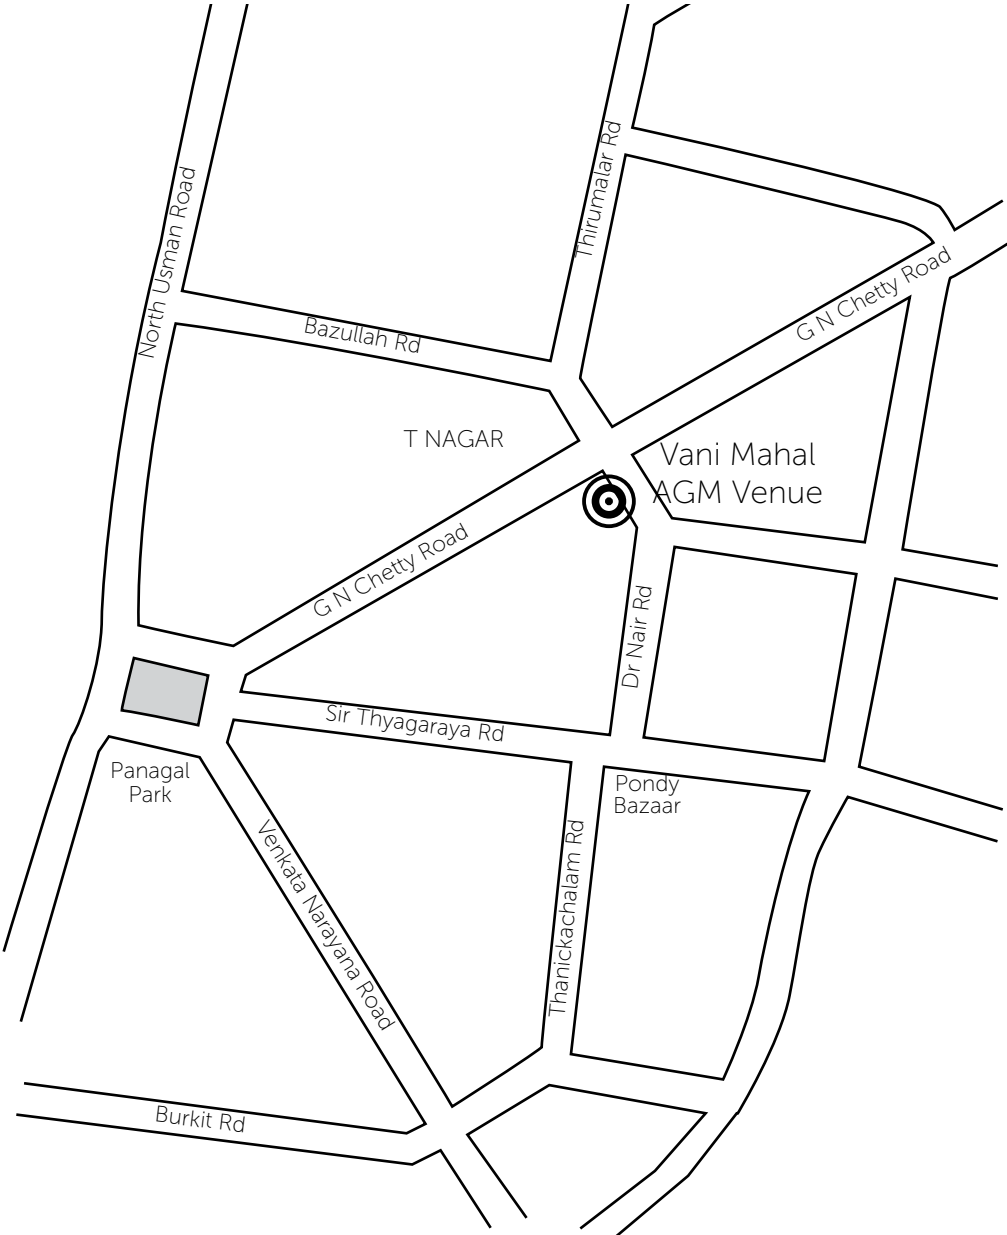 Thirumalar Rd
North Usman Road
G N Chetty Road
Bazullah Rd
T NAGAR
Vani Mahal
AGM Venue
G N Chetty Road
Dr Nair Rd
Sir Thyagaraya Rd
Panagal
Park
Pondy
Bazaar
Venkata Narayana Road
Thanickachalam Rd
Burkit Rd